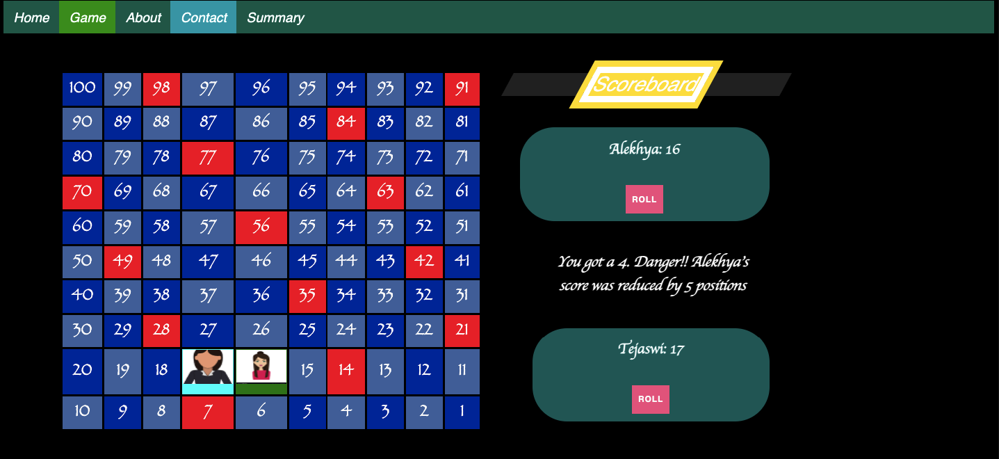 Home Game About Contact Summary
Scoreboard
100 99 98 97 96 95 94 93 92 91
90 89 88 87 86 85 84 83 82 81
80 79 78 77 76 75 74 73 72 71
70 69 68 67 66 65 64 63 62 61
60 59 58 57 56 55 54 53 52 51
50 49 48 47 46 45 44 43 42 41
40 39 38 37 36 35 34 33 32 31
30 29 28 27 26 25 24 23 22 21
20 19 18 15 14 13 12 11
10 9 8 7 6 5 4 3 2 1
Alekhya: 16
ROLL
You got a 4. Danger!! Alekhya's
score was reduced by 5 positions
Tejaswi: 17
ROLL